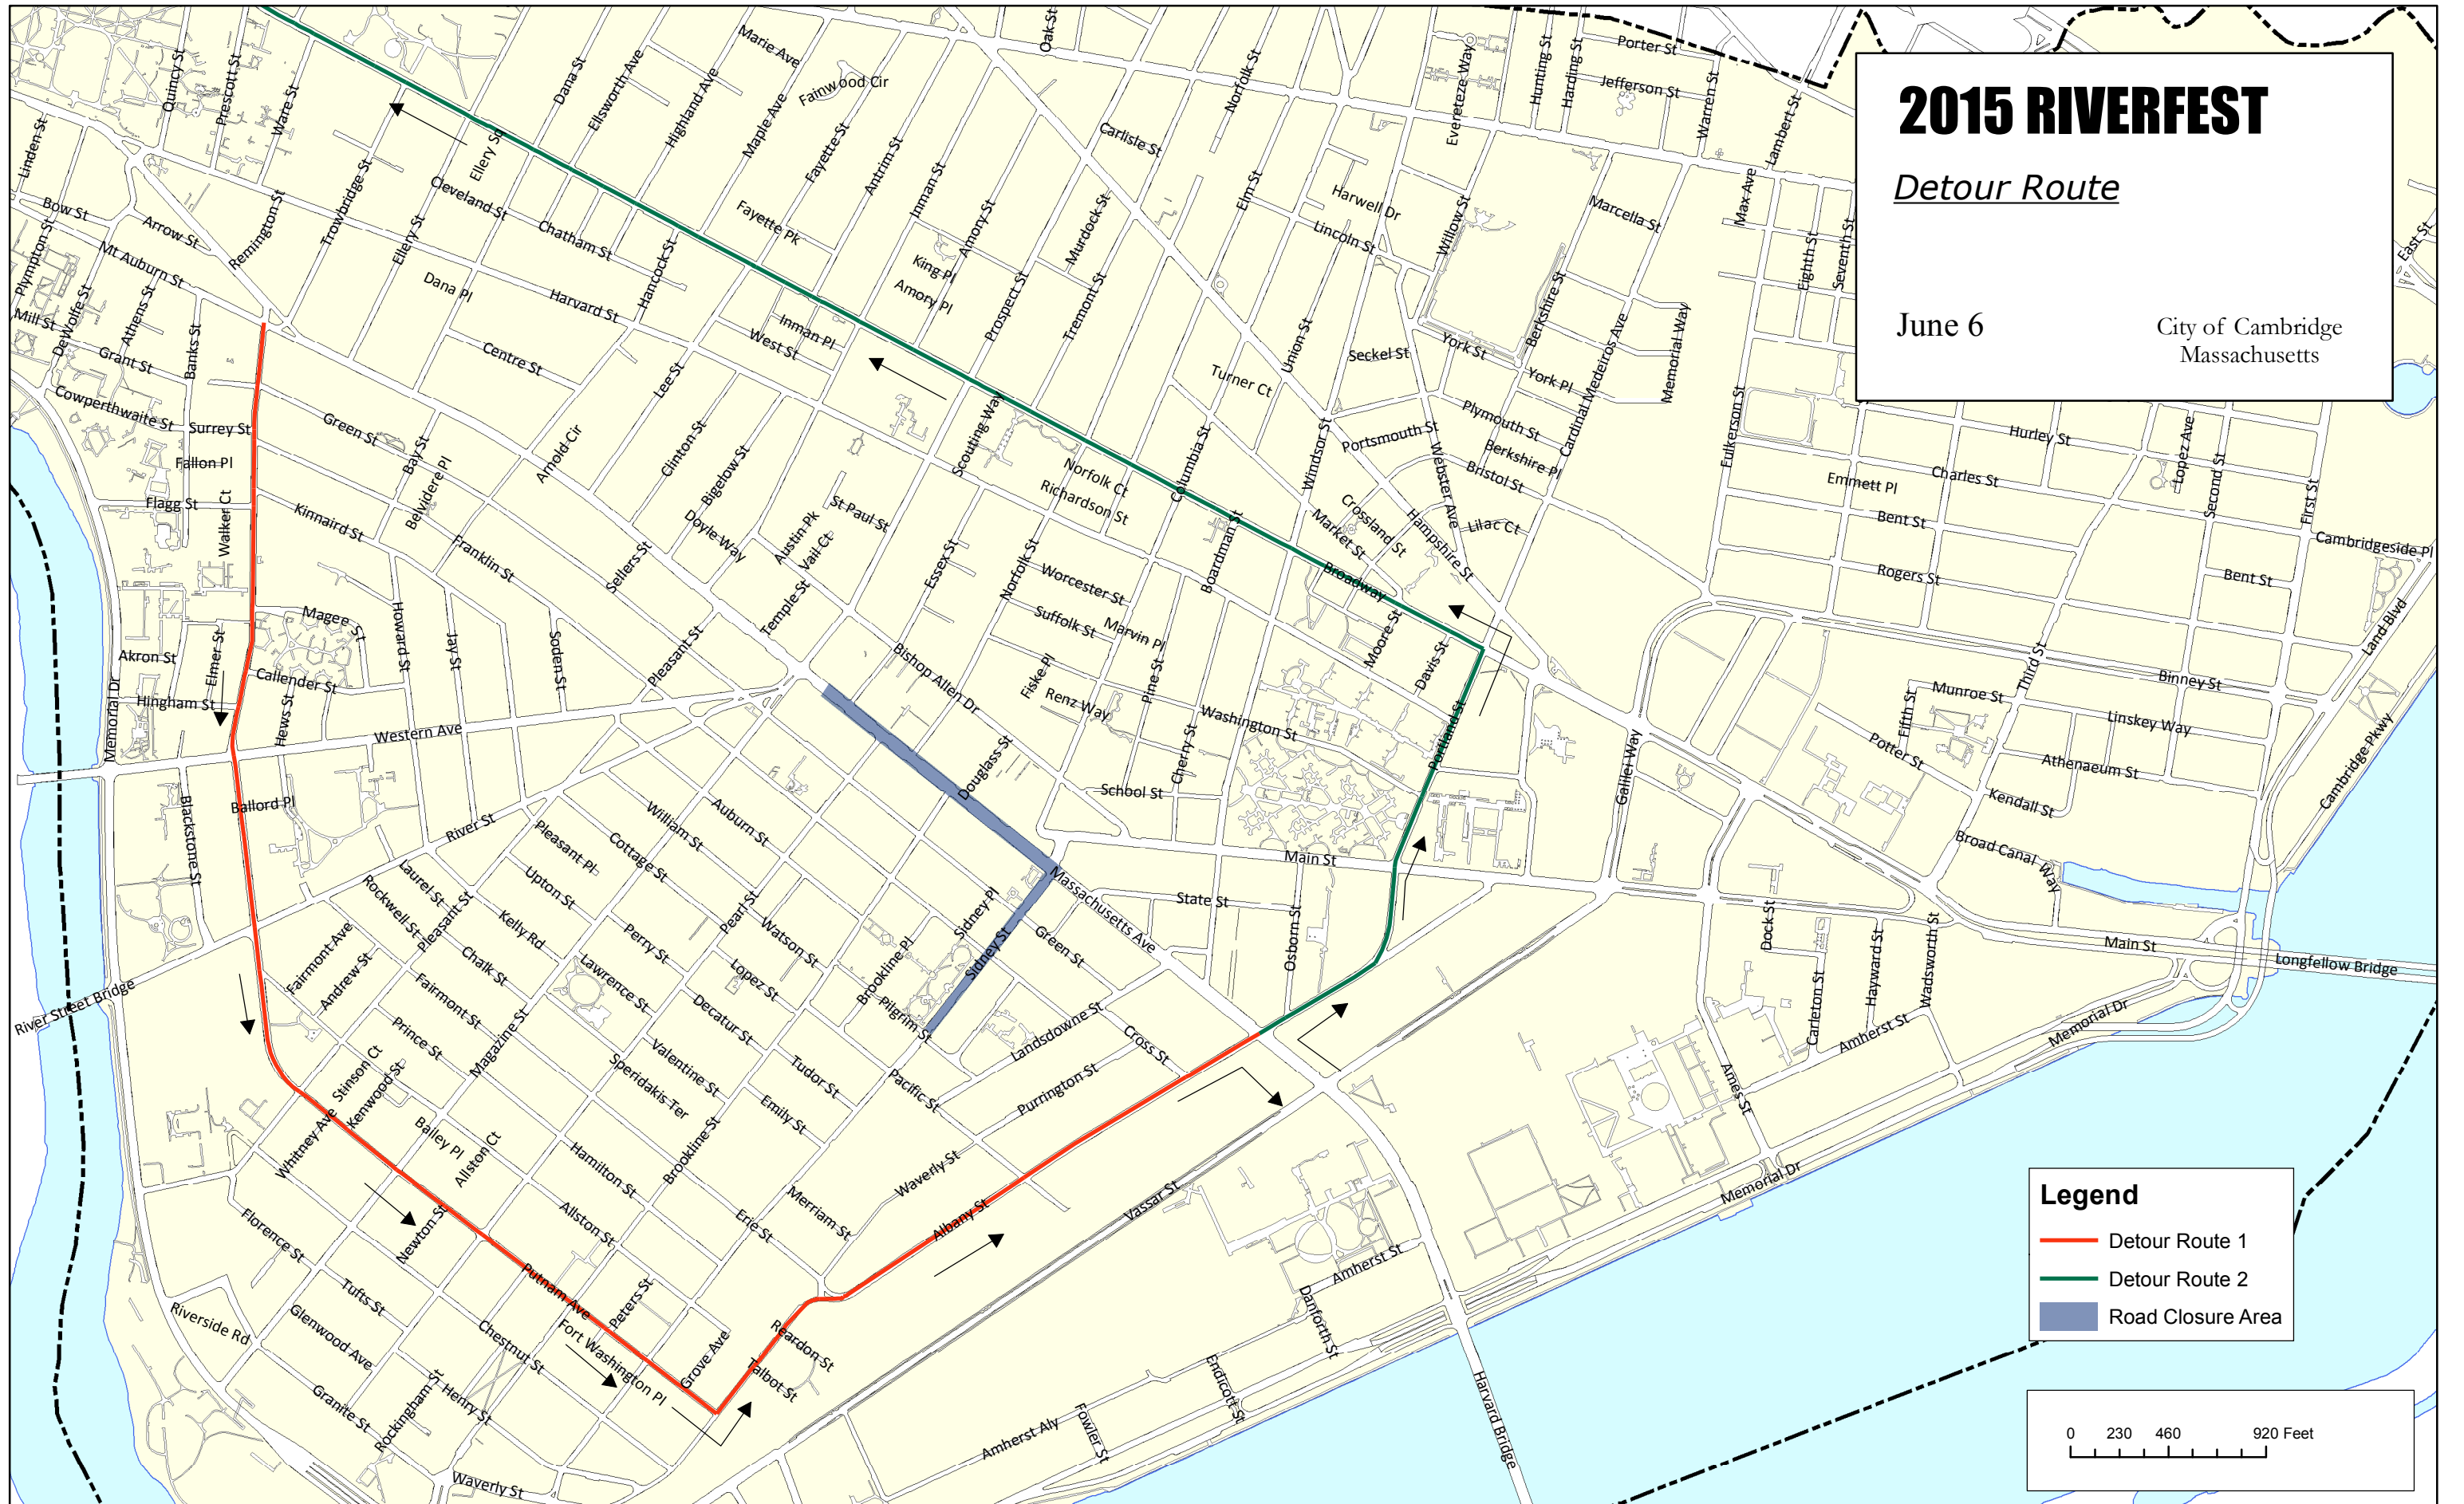 2015 RIVERFEST
Detour Route
June 6
City of Cambridge
Massachusetts
Quincy St
Prescott St
Ware St
Linden St
Bow St
Plympton St
Arrow St
Mt Auburn St
Remington St
Trowbridge St
Ellery St
Ellery Sq
Cleveland St
Dana St
Ellsworth Ave
Highland Ave
Marie Ave
Maple Ave
Fainwood Cir
Fayette St
Antrim St
Inman St
Amory St
Oak St
Carlisle St
Norfolk St
Murdock St
Elm St
Chatham St
Fayette Pk
Hancock St
Dana Pl
Harvard St
King Pl
Amory Pl
Prospect St
Tremont St
Inman Pl
West St
Centre St
Lee St
Mill St
DeWolfe St
Athens St
Banks St
Grant St
Cowperthwaite St
Surrey St
Fallon Pl
Flagg St
Walker Ct
Green St
Bay St
Belvidere Pl
Arnold Cir
Clinton St
Bigelow St
Doyle Way
Kinnaird St
Franklin St
Sellers St
Austin Pk
Vail Ct
St Paul St
Temple St
Scouting Way
Essex St
Norfolk St
Norfolk Ct
Richardson St
Columbia St
Boardman St
Worcester St
Suffolk St
Marvin Pl
Fiske Pl
Renz Way
Pine St
Cherry St
Washington St
School St
Bishop Allen Dr
Douglass St
Evereteze Way
Hunting St
Harding St
Porter St
Jefferson St
Warren St
Lambert St
Max Ave
Eighth St
Seventh St
East St
Harwell Dr
Lincoln St
Willow St
Marcella St
Berkshire St
Cardinal Medeiros Ave
Memorial Way
Union St
Turner Ct
Seckel St
York St
York Pl
Plymouth St
Berkshire Pl
Bristol St
Portsmouth St
Windsor St
Webster Ave
Crossland St
Market St
Hampshire St
Lilac Ct
Broadway
Moore St
Davis St
Portland St
Fulkerson St
Hurley St
Charles St
Emmett Pl
Bent St
Rogers St
Lopez Ave
Second St
First St
Cambridgeside Pl
Bent St
Land Blvd
Third St
Binney St
Munroe St
Fifth St
Linskey Way
Potter St
Athenaeum St
Kendall St
Broad Canal Way
Cambridge Pkwy
Galilei Way
Magee St
Howard St
Jay St
Soden St
Pleasant St
Akron St
Elmer St
Callender St
Hingham St
Hews St
Memorial Dr
Western Ave
Blackstone St
Ballord Pl
River St
River Street Bridge
Pleasant Pl
Cottage St
William St
Auburn St
Laurel St
Rockwell St
Upton St
Kelly Rd
Pleasant St
Chalk St
Perry St
Pearl St
Watson St
Lopez St
Lawrence St
Fairmont Ave
Andrew St
Fairmont St
Prince St
Magazine St
Decatur St
Valentine St
Speridakis Ter
Tudor St
Emily St
Brookline Pl
Pilgrim St
Sidney Pl
Sidney St
Green St
Massachusetts Ave
State St
Main St
Osborn St
Landsdowne St
Cross St
Pacific St
Purrington St
Stinson Ct
Kenwood St
Whitney Ave
Bailey Pl
Allston Ct
Hamilton St
Brookline St
Allston St
Erie St
Merriam St
Waverly St
Albany St
Vassar St
Florence St
Newton St
Tufts St
Putnam Ave
Peters St
Fort Washington Pl
Grove Ave
Reardon St
Talbot St
Riverside Rd
Glenwood Ave
Chestnut St
Granite St
Henry St
Rockingham St
Waverly St
Amherst Aly
Fowler St
Endicott St
Danforth St
Amherst St
Harvard Bridge
Memorial Dr
Ames St
Dock St
Carleton St
Hayward St
Wadsworth St
Amherst St
Memorial Dr
Main St
Longfellow Bridge
Legend
Detour Route 1
Detour Route 2
Road Closure Area
0 230 460 920 Feet